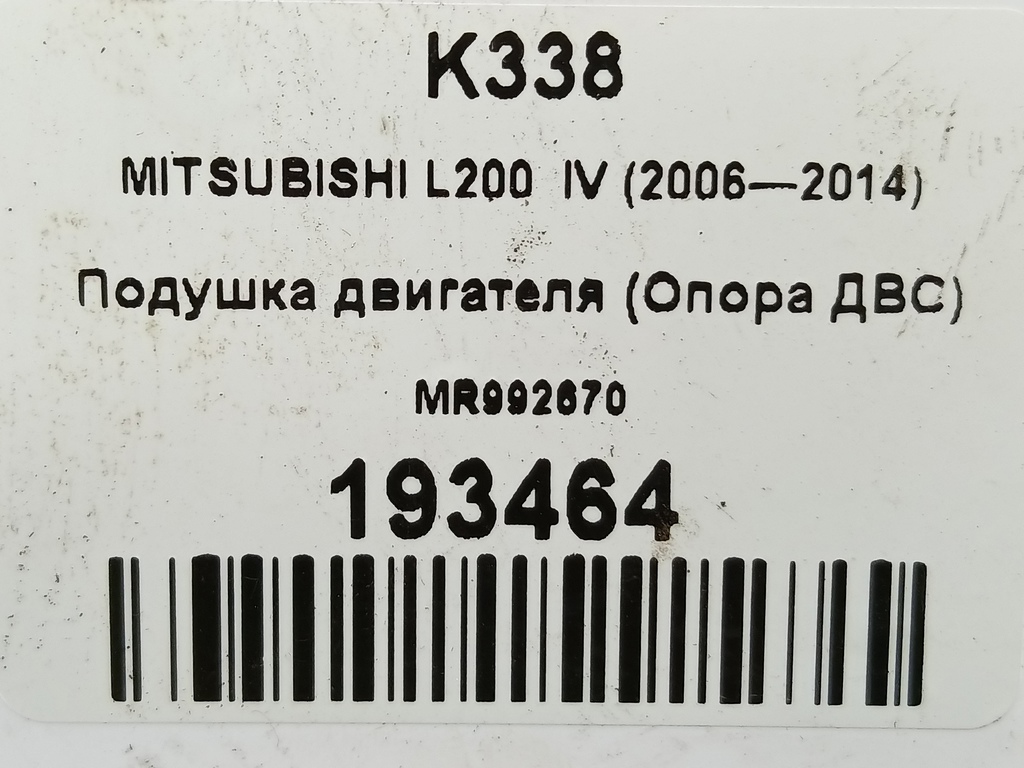 K338
MITSUBISHI L200 IV (2006—2014)
Подушка двигателя (Опора ДВС)
MR992670
193464